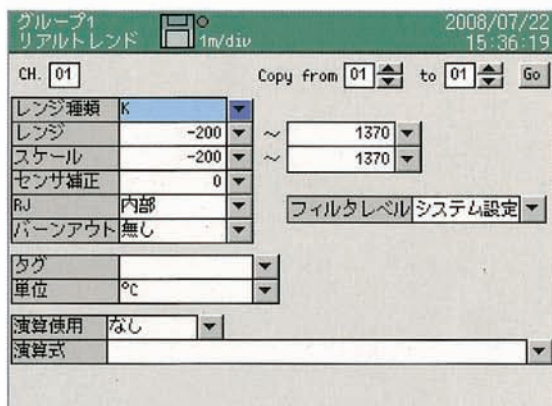 グループ1 2008/07/22
リアルトレンド 1m/div 15:36:19
CH. 01 Copy from 01 to 01 Go
レンジ種類 K
レンジ -200 ～ 1370
スケール -200 ～ 1370
センサ補正 0
RJ 内部 フィルタレベル システム設定
バーンアウト 無し
タグ
単位 ℃
演算使用 なし
演算式